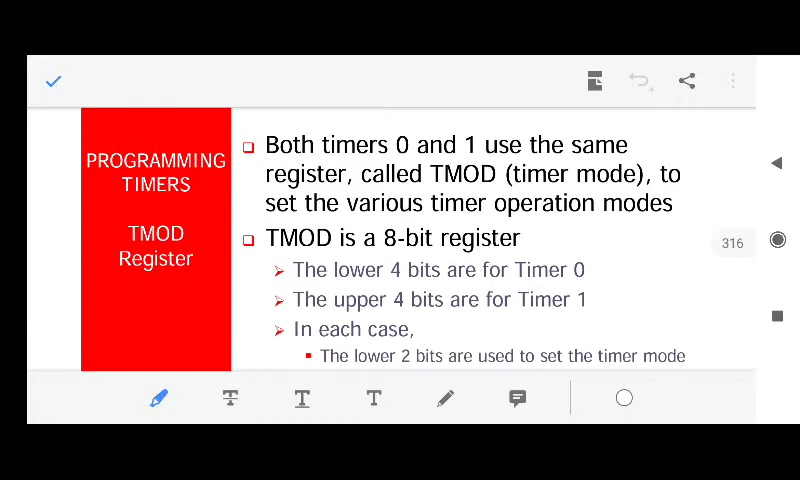 PROGRAMMING
TIMERS
TMOD
Register
Both timers 0 and 1 use the same
register, called TMOD (timer mode), to
set the various timer operation modes
TMOD is a 8-bit register
The lower 4 bits are for Timer 0
The upper 4 bits are for Timer 1
In each case,
The lower 2 bits are used to set the timer mode
316
T
T
T